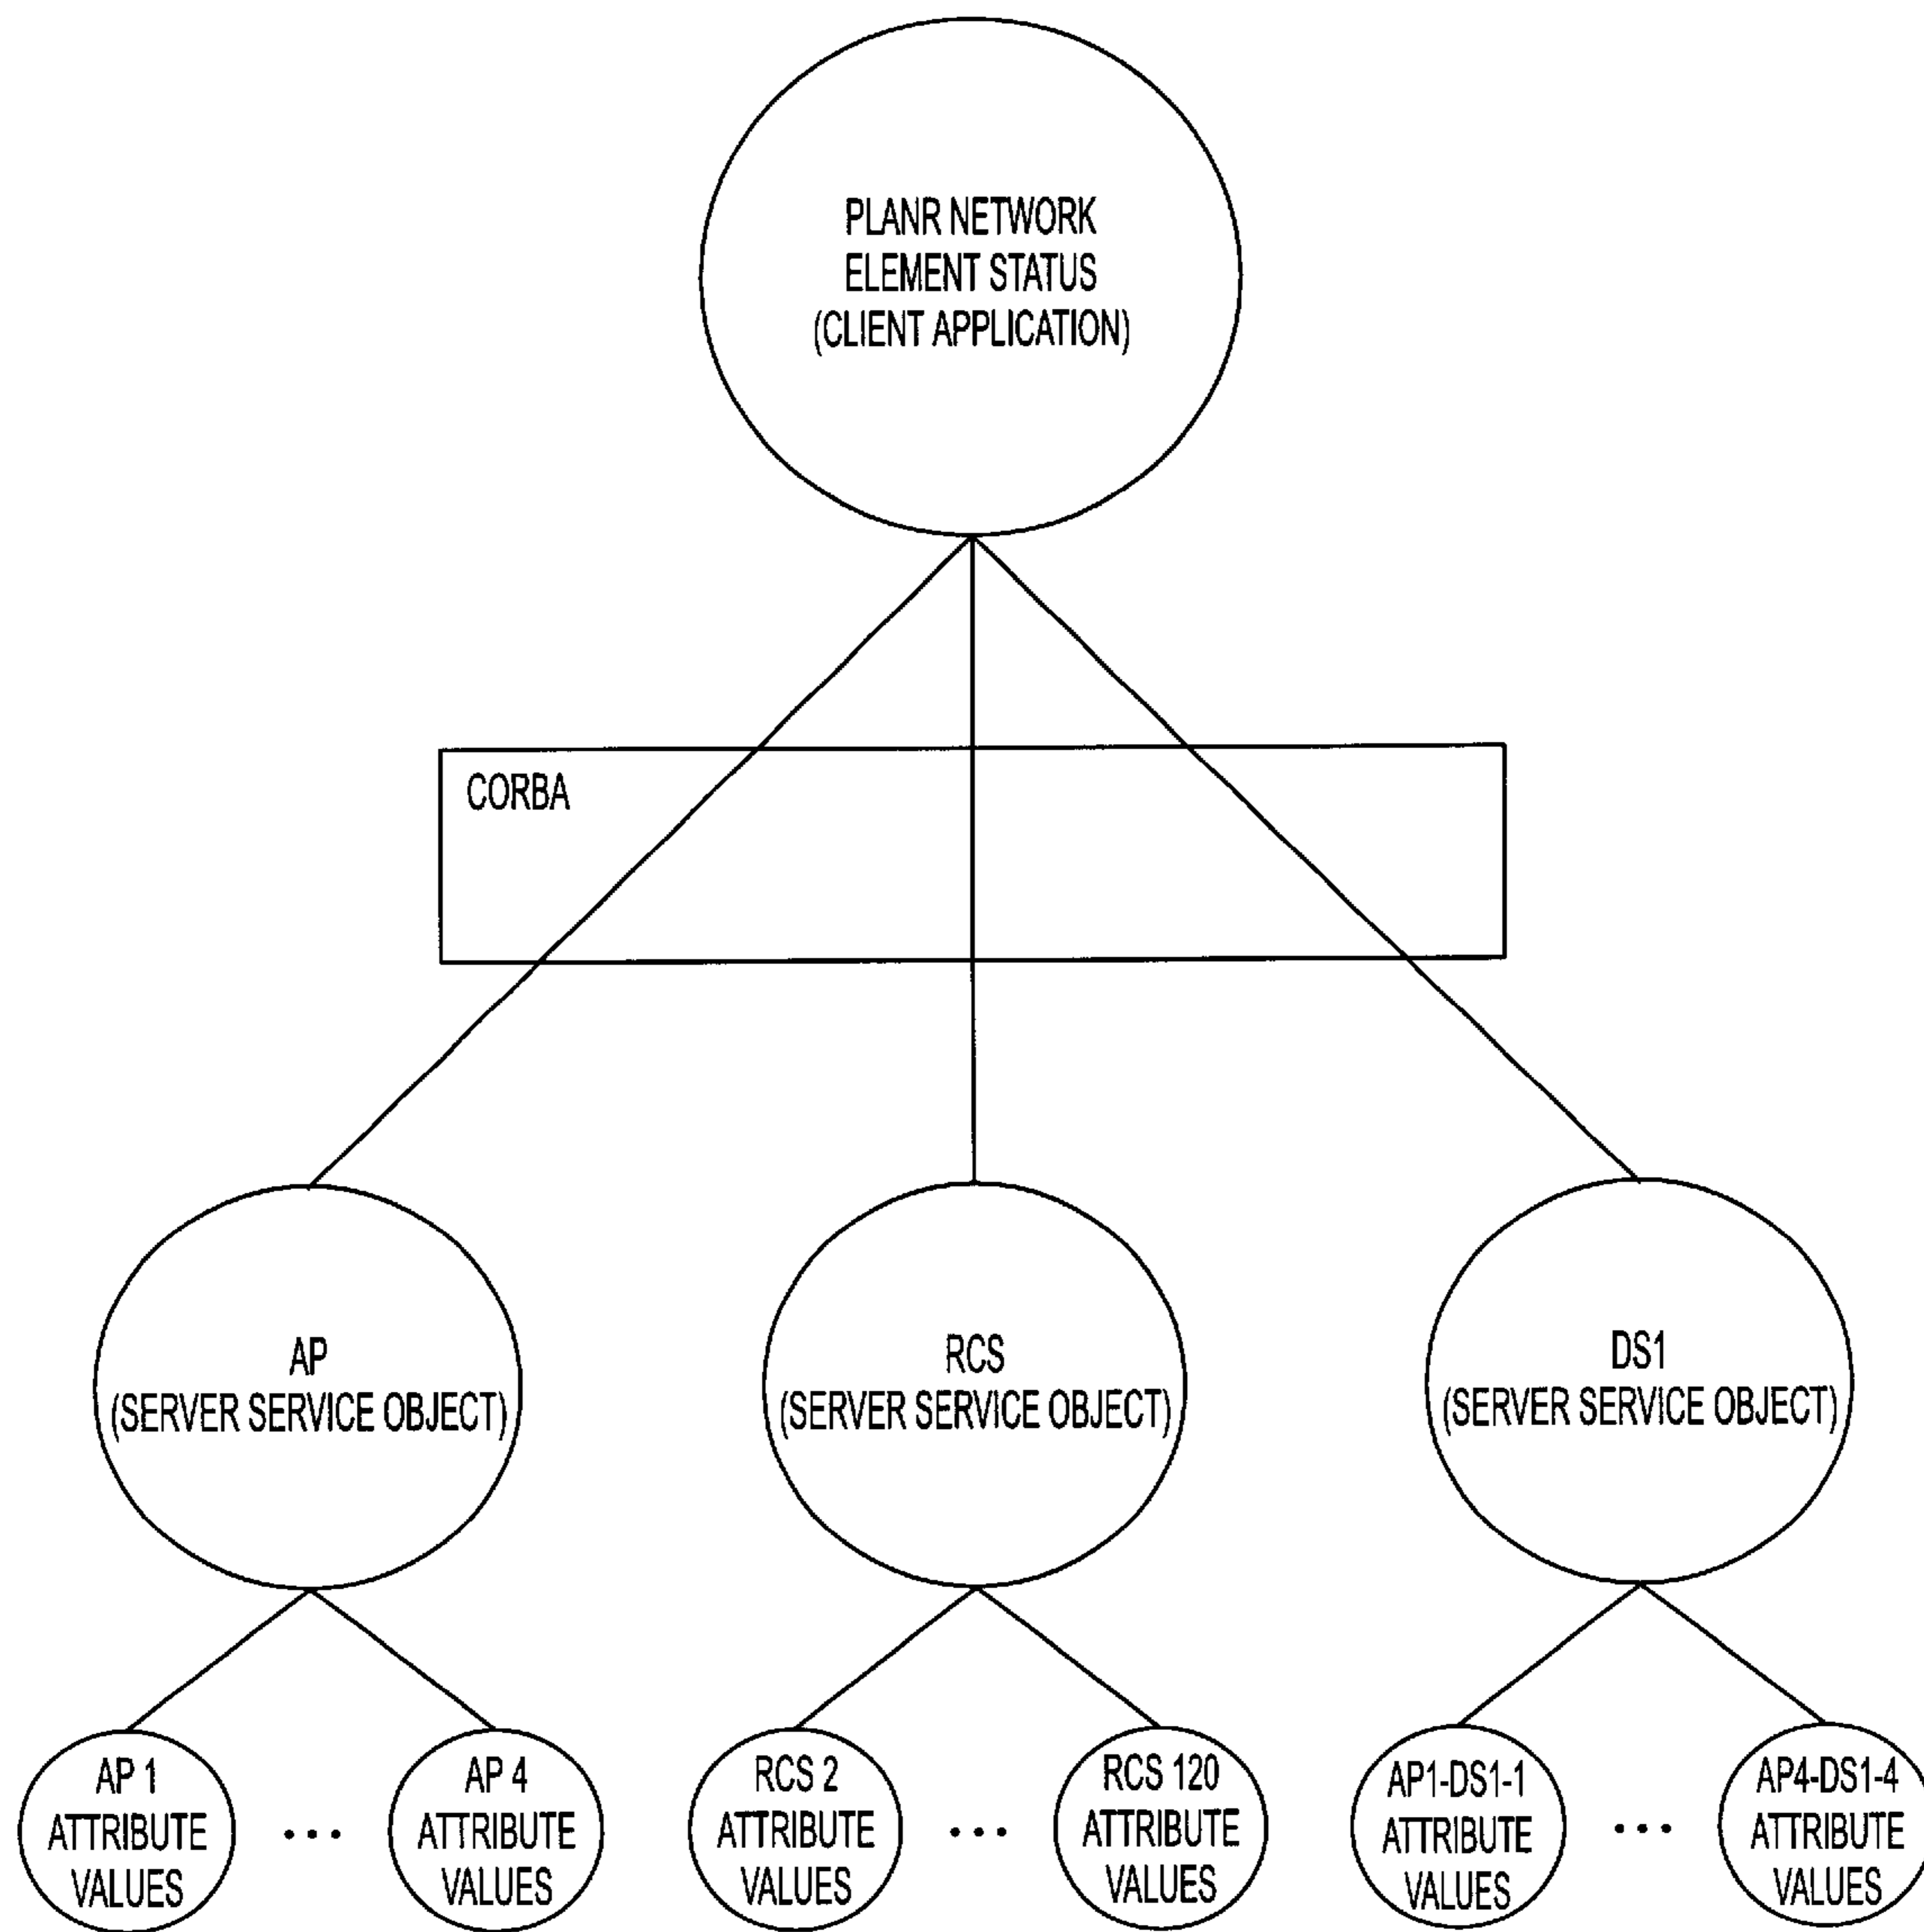 PLANR NETWORK
ELEMENT STATUS
(CLIENT APPLICATION)
CORBA
AP
(SERVER SERVICE OBJECT)
RCS
(SERVER SERVICE OBJECT)
DS1
(SERVER SERVICE OBJECT)
AP 1
ATTRIBUTE
VALUES
...
AP 4
ATTRIBUTE
VALUES
RCS 2
ATTRIBUTE
VALUES
...
RCS 120
ATTRIBUTE
VALUES
AP1-DS1-1
ATTRIBUTE
VALUES
...
AP4-DS1-4
ATTRIBUTE
VALUES